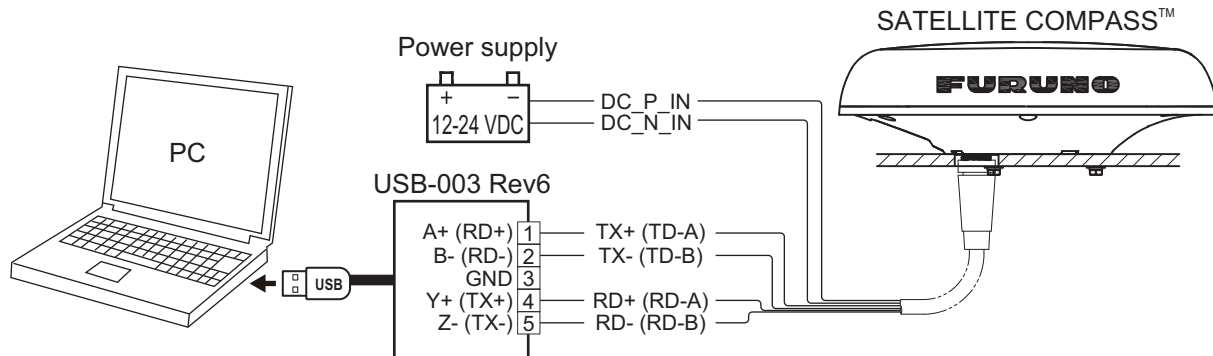 SATELLITE COMPASS™
Power supply
FURUNO
+ −
12-24 VDC
DC_P_IN
DC_N_IN
PC
USB-003 Rev6
A+ (RD+) 1 TX+ (TD-A)
B- (RD-) 2 TX- (TD-B)
GND 3
USB
Y+ (TX+) 4 RD+ (RD-A)
Z- (TX-) 5 RD- (RD-B)